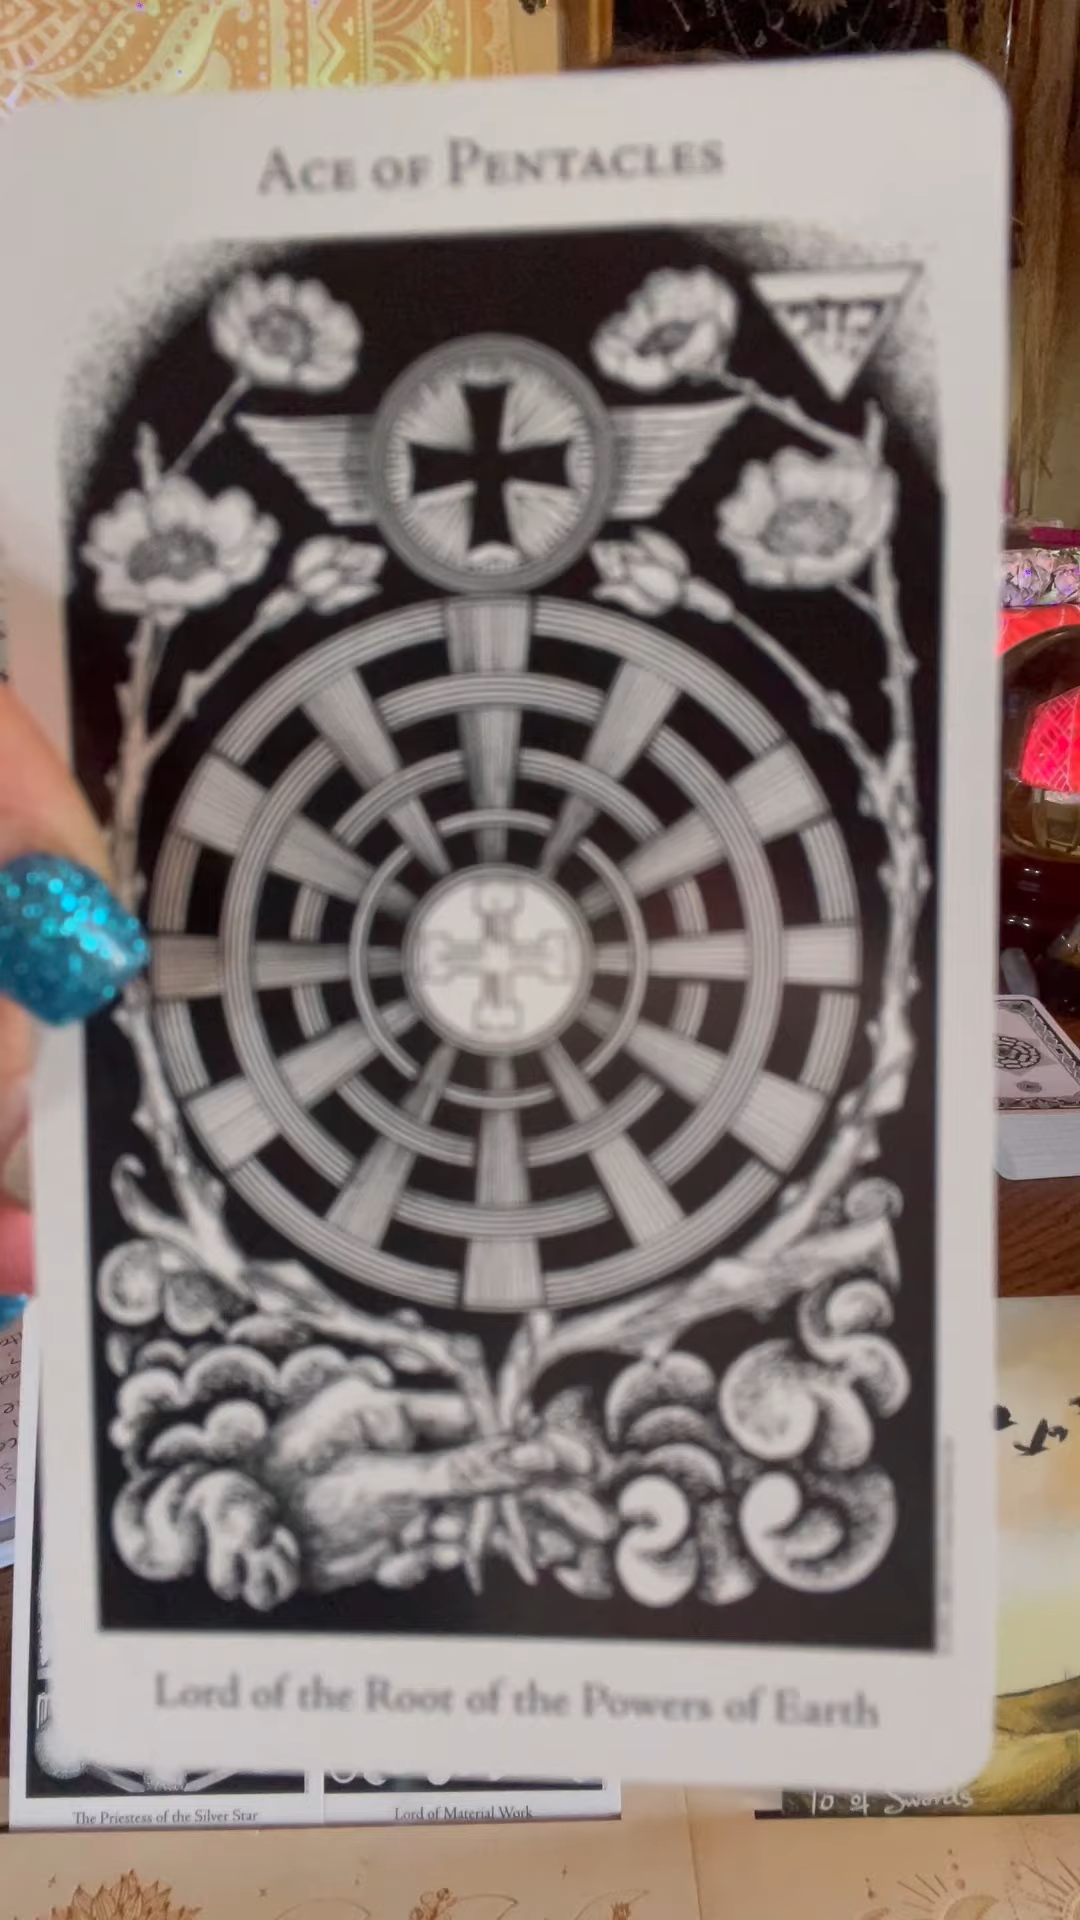 Ace of Pentacles
Lord of the Root of the Powers of Earth
The Priestess of the Silver Star
Lord of Material Work
10 of Swords